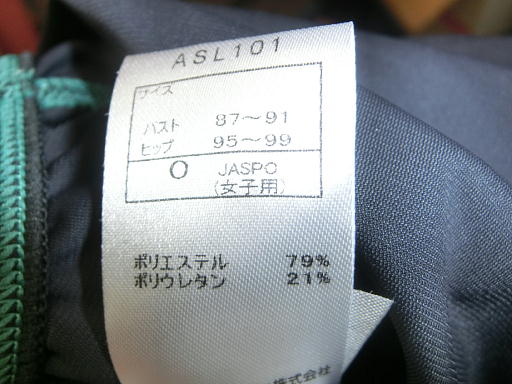 ASL101
サイズ
バスト 87～91
ヒップ 95～99
O JASPO
(女子用)
ポリエステル 79%
ポリウレタン 21%
株式会社